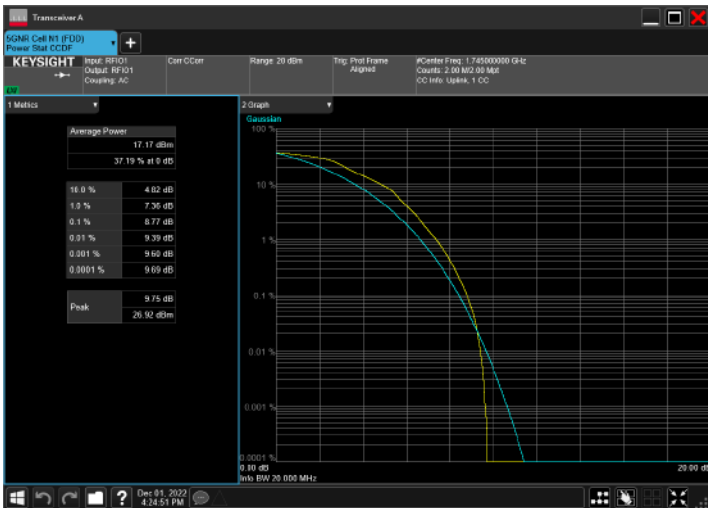 Transceiver A
5GNR Cell N1 (FDD)
Power Stat CCDF
KEYSIGHT
Input: RFIO1
Output: RFIO1
Coupling: AC
Corr CCorr
Range: 20 dBm
Trig: Prot Frame
Aligned
#Center Freq: 1.745000000 GHz
Counts: 2.00 M/2.00 Mpt
CC Info: Uplink, 1 CC
1 Metrics
Average Power
17.17 dBm
37.19 % at 0 dB
10.0 % 4.82 dB
1.0 % 7.36 dB
0.1 % 8.77 dB
0.01 % 9.39 dB
0.001 % 9.60 dB
0.0001 % 9.69 dB
Peak
9.75 dB
26.92 dBm
2 Graph
Gaussian
100 %
10 %
1 %
0.1 %
0.01 %
0.001 %
0.0001 %
0.00 dB
20.00 dB
Info BW 20.000 MHz
?
Dec 01, 2022
4:24:51 PM